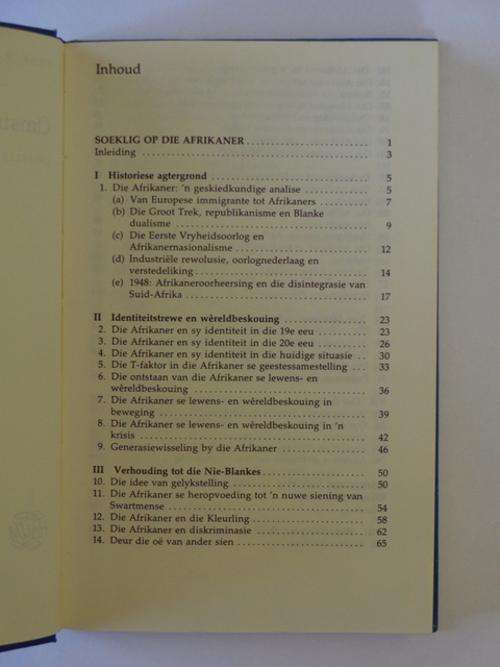 Inhoud
SOEKLIG OP DIE AFRIKANER .......................... 1
Inleiding .......................... 3
I Historiese agtergrond .......................... 5
1. Die Afrikaner: 'n geskiedkundige analise .......................... 5
(a) Van Europese immigrante tot Afrikaners .......................... 7
(b) Die Groot Trek, republikanisme en Blanke
dualisme .......................... 9
(c) Die Eerste Vryheidsoorlog en
Afrikanernasionalisme .......................... 12
(d) Industriële rewolusie, oorlognederlaag en
verstedeliking .......................... 14
(e) 1948: Afrikaneroorheersing en die disintegrasie van
Suid-Afrika .......................... 17
II Identiteitstrewe en wêreldbeskouing .......................... 23
2. Die Afrikaner en sy identiteit in die 19e eeu .......................... 23
3. Die Afrikaner en sy identiteit in die 20e eeu .......................... 26
4. Die Afrikaner en sy identiteit in die huidige situasie .. 30
5. Die T-faktor in die Afrikaner se geestessamestelling ... 33
6. Die ontstaan van die Afrikaner se lewens- en
wêreldbeskouing .......................... 36
7. Die Afrikaner se lewens- en wêreldbeskouing in
beweging .......................... 39
8. Die Afrikaner se lewens- en wêreldbeskouing in 'n
krisis .......................... 42
9. Generasiewisseling by die Afrikaner .......................... 46
III Verhouding tot die Nie-Blankes .......................... 50
10. Die idee van gelykstelling .......................... 50
11. Die Afrikaner se heropvoeding tot 'n nuwe siening van
Swartmense .......................... 54
12. Die Afrikaner en die Kleurling .......................... 58
13. Die Afrikaner en diskriminasie .......................... 62
14. Deur die oë van ander sien .......................... 65